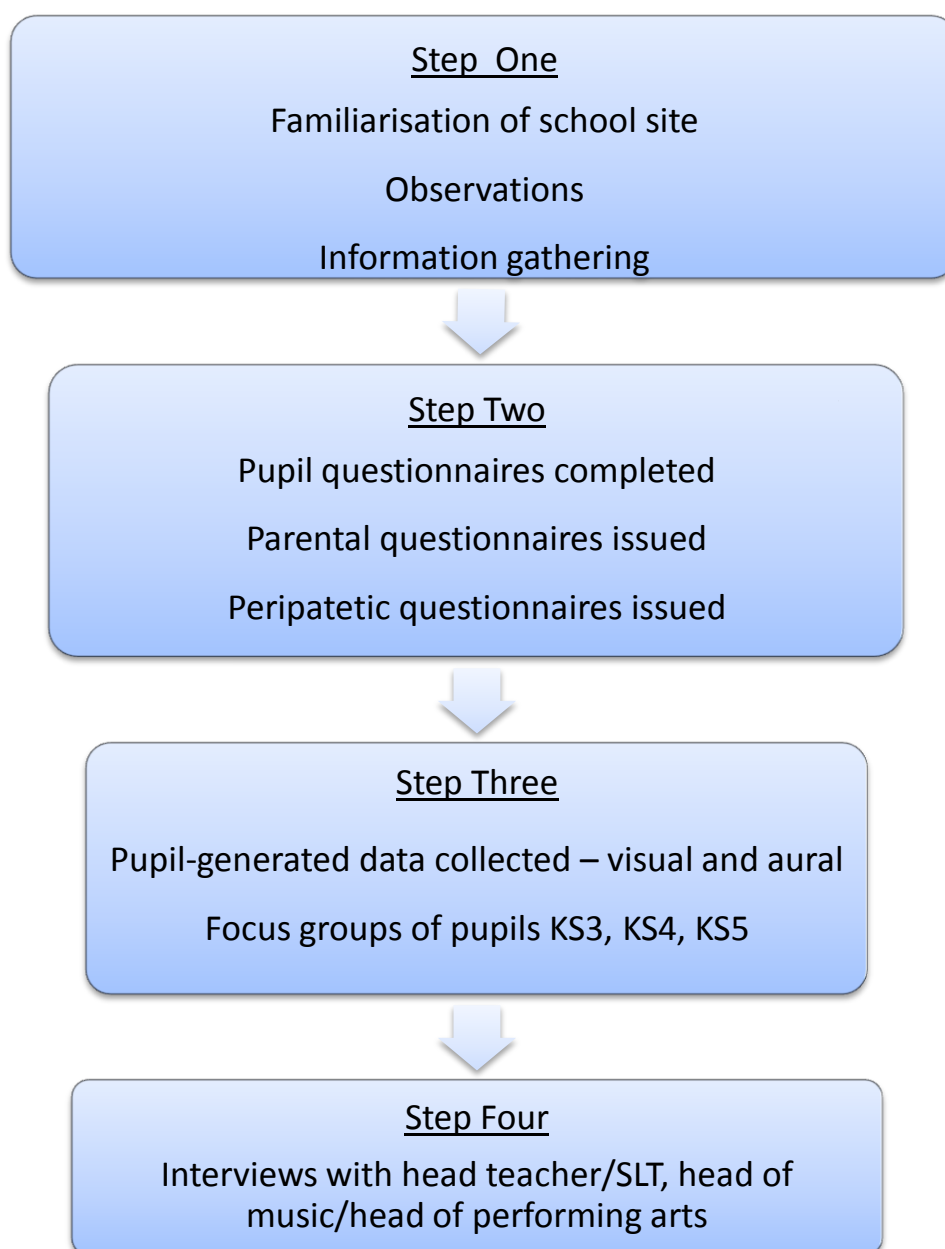 Step One
Familiarisation of school site
Observations
Information gathering
Step Two
Pupil questionnaires completed
Parental questionnaires issued
Peripatetic questionnaires issued
Step Three
Pupil-generated data collected – visual and aural
Focus groups of pupils KS3, KS4, KS5
Step Four
Interviews with head teacher/SLT, head of
music/head of performing arts